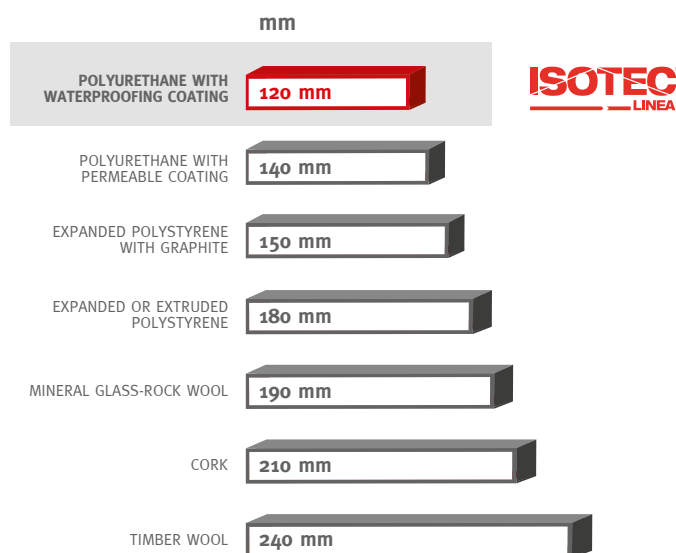 mm
POLYURETHANE WITH
WATERPROOFING COATING
120 mm
ISOTEC
LINEA
POLYURETHANE WITH
PERMEABLE COATING
140 mm
EXPANDED POLYSTYRENE
WITH GRAPHITE
150 mm
EXPANDED OR EXTRUDED
POLYSTYRENE
180 mm
MINERAL GLASS-ROCK WOOL
190 mm
CORK
210 mm
TIMBER WOOL
240 mm